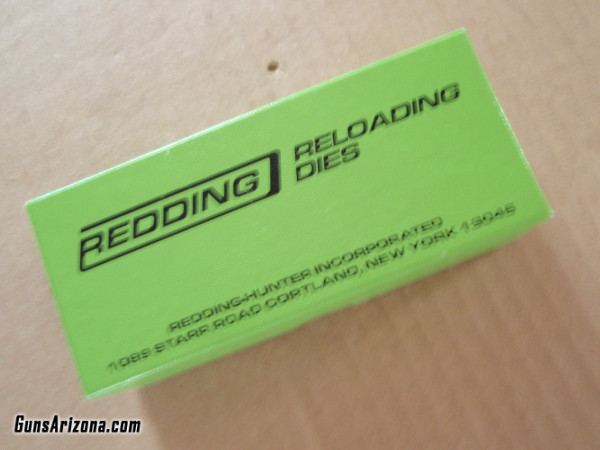 REDDING
RELOADING
DIES
REDDING-HUNTER INCORPORATED
1089 STARR ROAD CORTLAND, NEW YORK 13045
GunsArizona.com